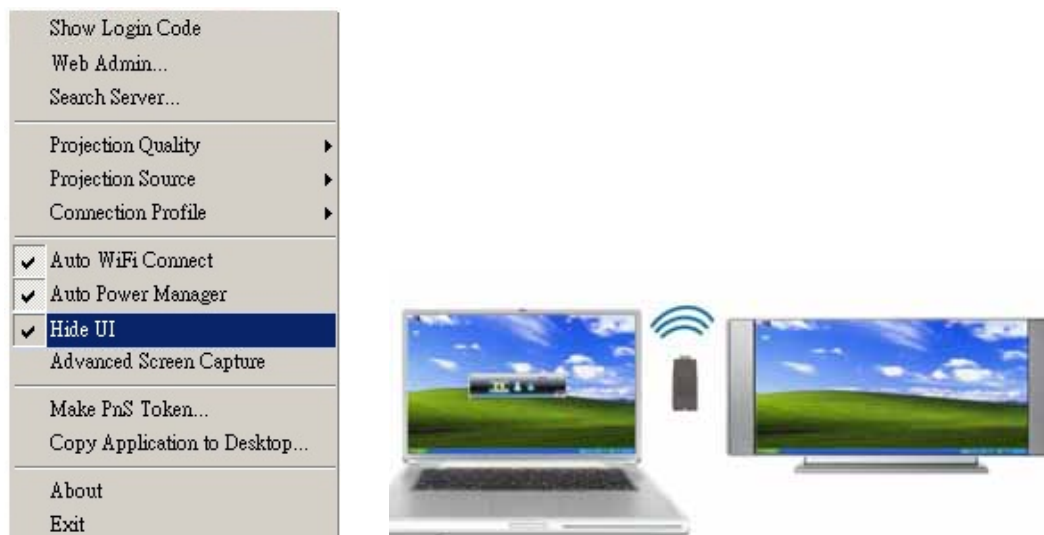 Show Login Code
Web Admin...
Search Server...
Projection Quality
Projection Source
Connection Profile
Auto WiFi Connect
Auto Power Manager
Hide UI
Advanced Screen Capture
Make PnS Token...
Copy Application to Desktop...
About
Exit